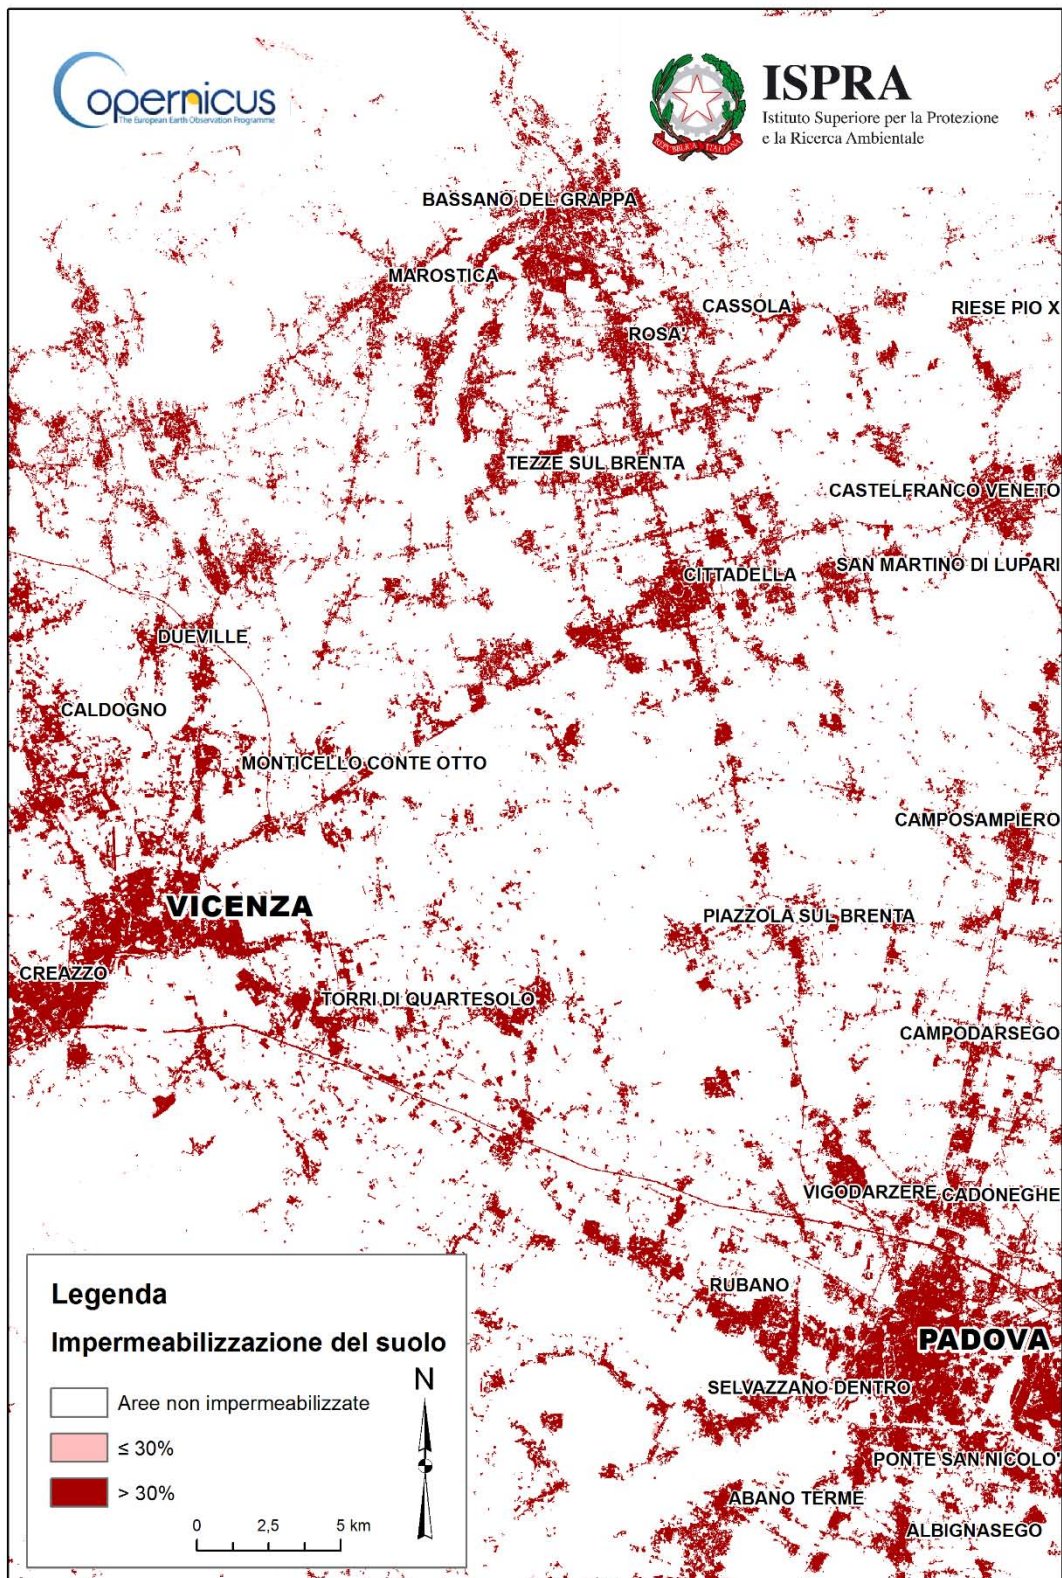 Copernicus
The European Earth Observation Programme
REPVBBLICA ITALIANA
ISPRA
Istituto Superiore per la Protezione
e la Ricerca Ambientale
BASSANO DEL GRAPPA
MAROSTICA
CASSOLA
RIESE PIO X
ROSA'
TEZZE SUL BRENTA
CASTELFRANCO VENETO
SAN MARTINO DI LUPARI
CITTADELLA
DUEVILLE
CALDOGNO
MONTICELLO CONTE OTTO
CAMPOSAMPIERO
VICENZA
PIAZZOLA SUL BRENTA
CREAZZO
TORRI DI QUARTESOLO
CAMPODARSEGO
VIGODARZERE
CADONEGHE
RUBANO
PADOVA
SELVAZZANO DENTRO
PONTE SAN NICOLO'
ABANO TERME
ALBIGNASEGO
Legenda
Impermeabilizzazione del suolo
N
Aree non impermeabilizzate
≤ 30%
> 30%
0 2,5 5 km